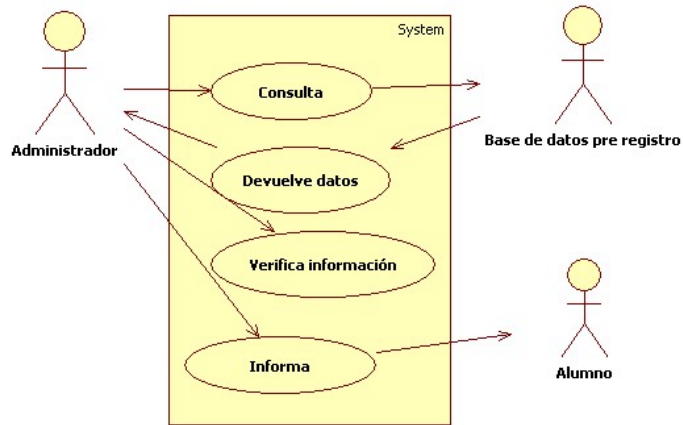 System
Consulta
Base de datos pre registro
Administrador
Devuelve datos
Verifica información
Informa
Alumno